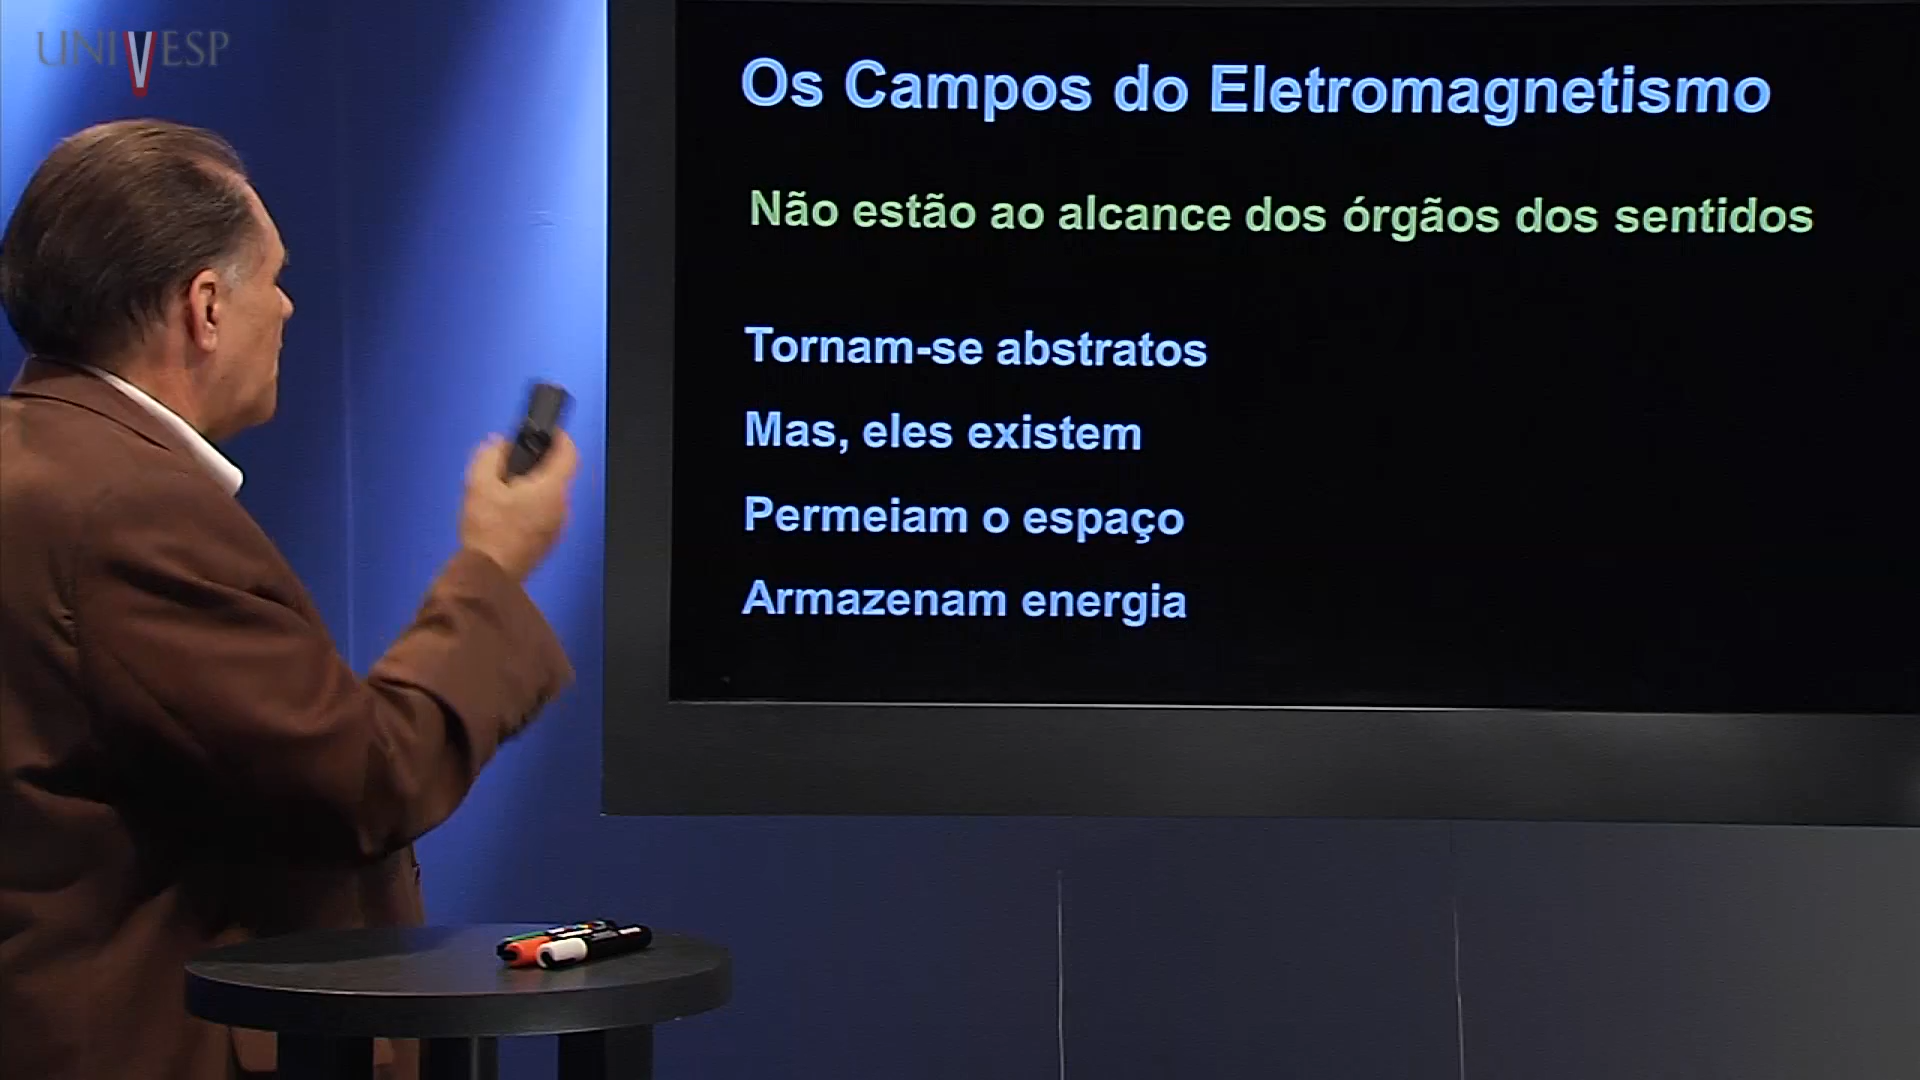 UNIVESP
Os Campos do Eletromagnetismo
Não estão ao alcance dos órgãos dos sentidos
Tornam-se abstratos
Mas, eles existem
Permeiam o espaço
Armazenam energia